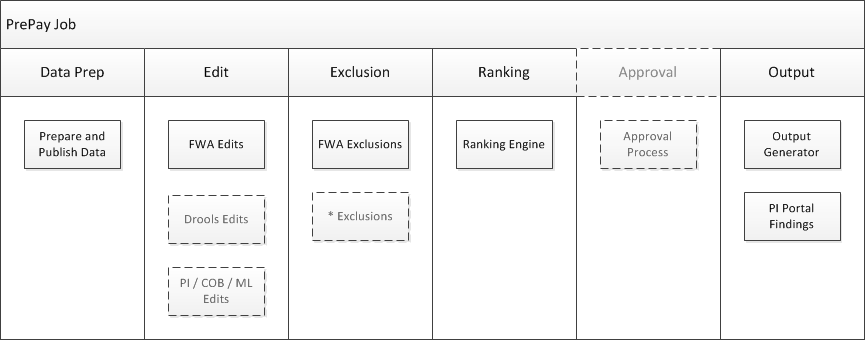 PrePay Job
Data Prep
Edit
Exclusion
Ranking
Approval
Output
Prepare and
Publish Data
FWA Edits
FWA Exclusions
Ranking Engine
Approval
Process
Output
Generator
Drools Edits
* Exclusions
PI Portal
Findings
PI / COB / ML
Edits